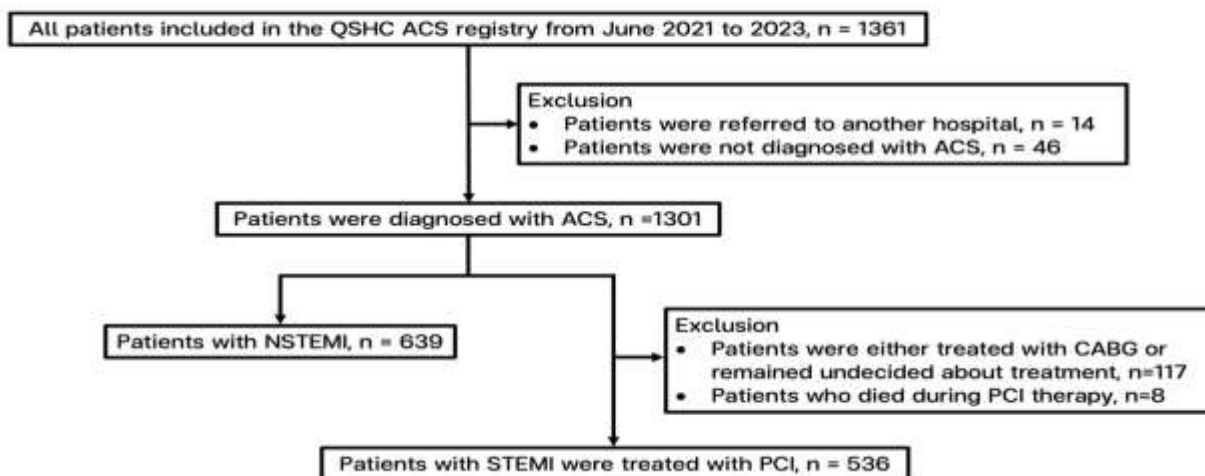 All patients included in the QSHC ACS registry from June 2021 to 2023, n = 1361
Exclusion
• Patients were referred to another hospital, n = 14
• Patients were not diagnosed with ACS, n = 46
Patients were diagnosed with ACS, n =1301
Patients with NSTEMI, n = 639
Exclusion
• Patients were either treated with CABG or
remained undecided about treatment, n=117
• Patients who died during PCI therapy, n=8
Patients with STEMI were treated with PCI, n = 536